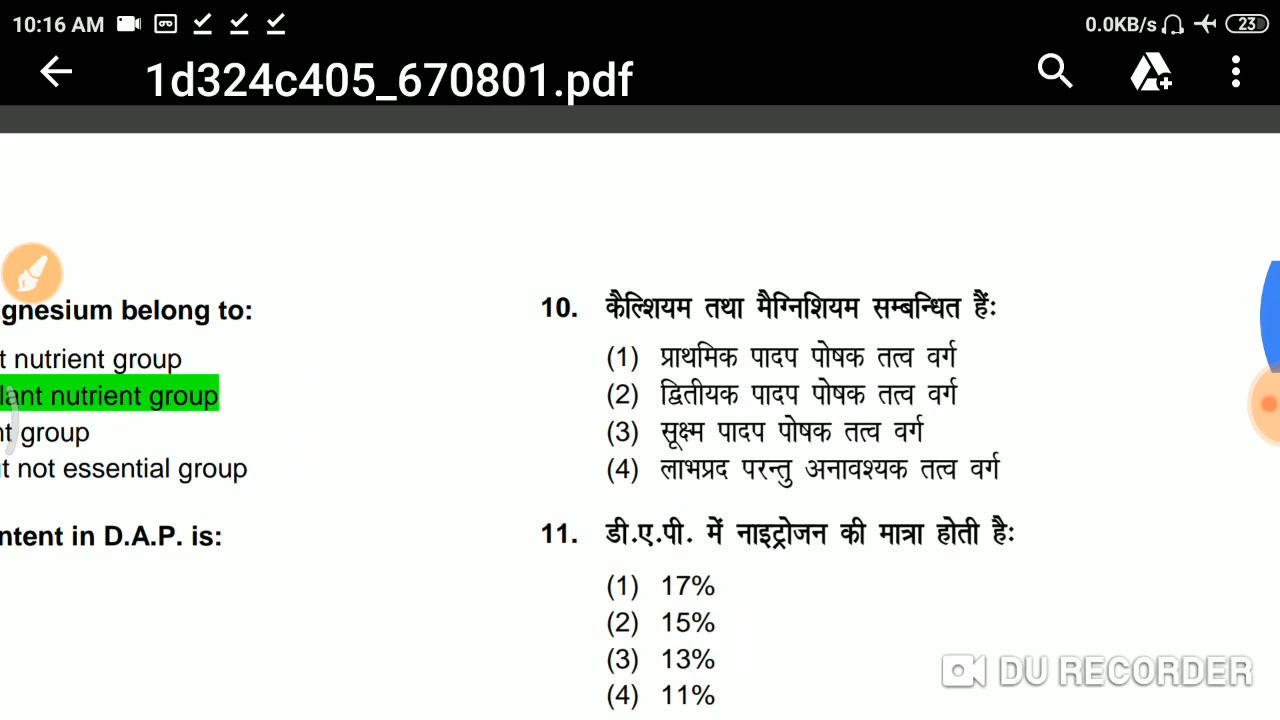 10:16 AM
0.0KB/s
23
1d324c405_670801.pdf
gnesium belong to:
t nutrient group
lant nutrient group
nt group
ut not essential group
ntent in D.A.P. is:
10. कैल्शियम तथा मैग्निशियम सम्बन्धित हैंः
(1) प्राथमिक पादप पोषक तत्व वर्ग
(2) द्वितीयक पादप पोषक तत्व वर्ग
(3) सूक्ष्म पादप पोषक तत्व वर्ग
(4) लाभप्रद परन्तु अनावश्यक तत्व वर्ग
11. डी.ए.पी. में नाइट्रोजन की मात्रा होती हैः
(1) 17%
(2) 15%
(3) 13%
(4) 11%
DU RECORDER